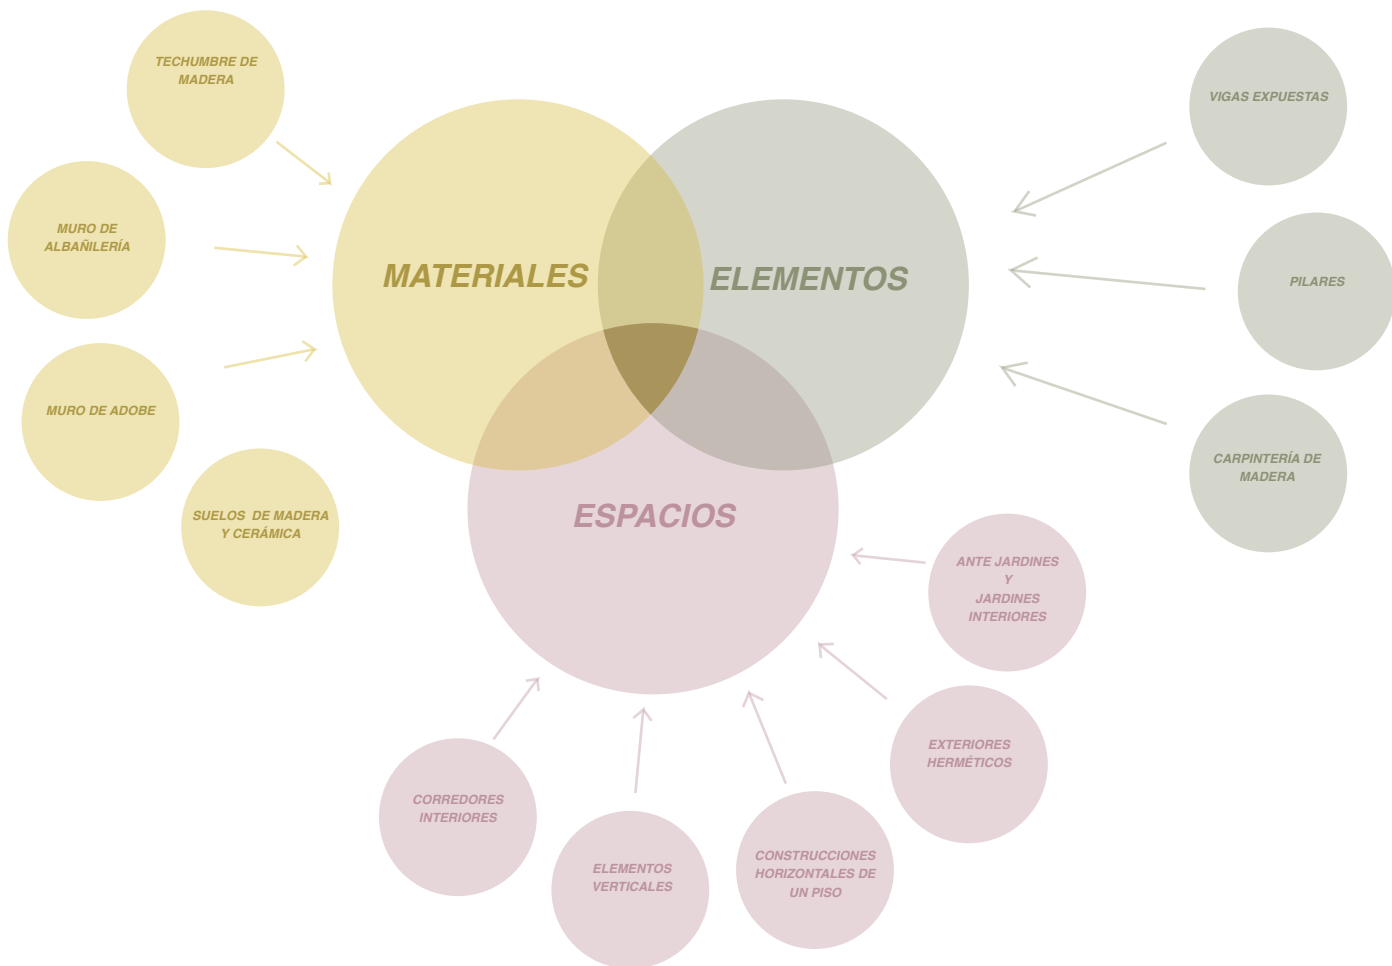 TECHUMBRE DE
MADERA
MURO DE
ALBAÑILERÍA
MURO DE ADOBE
SUELOS DE MADERA
Y CERÁMICA
MATERIALES
ELEMENTOS
ESPACIOS
VIGAS EXPUESTAS
PILARES
CARPINTERÍA DE
MADERA
ANTE JARDINES
Y
JARDINES
INTERIORES
EXTERIORES
HERMÉTICOS
CONSTRUCCIONES
HORIZONTALES DE
UN PISO
ELEMENTOS
VERTICALES
CORREDORES
INTERIORES